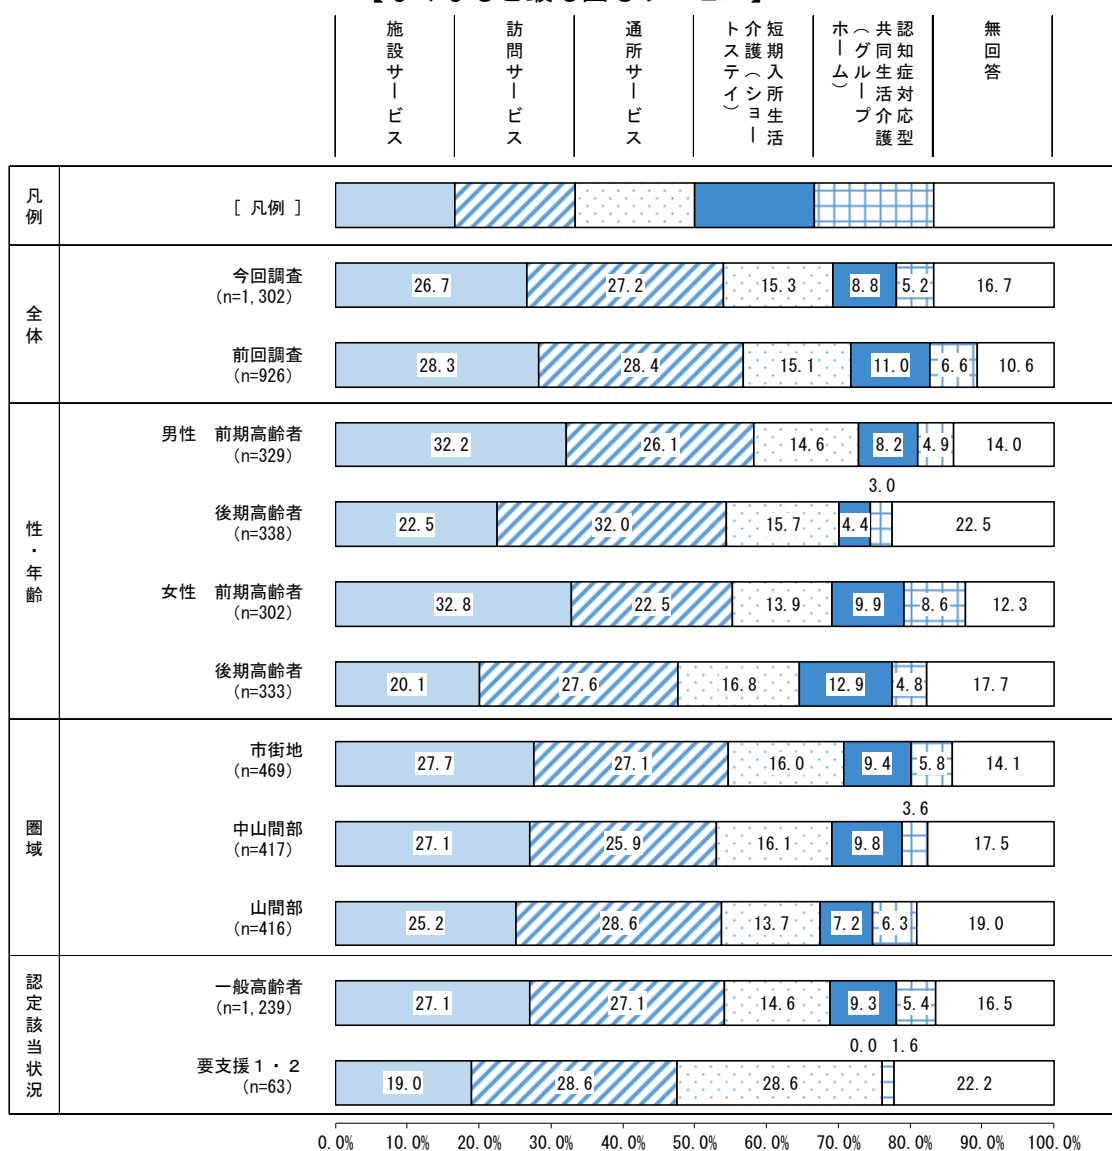 施設サービス
訪問サービス
通所サービス
短期入所生活介護（ショートステイ）
認知症対応型共同生活介護（グループホーム）
無回答
凡例
[ 凡例 ]
全体
今回調査
(n=1,302)
26.7 27.2 15.3 8.8 5.2 16.7
前回調査
(n=926)
28.3 28.4 15.1 11.0 6.6 10.6
性・年齢
男性 前期高齢者
(n=329)
32.2 26.1 14.6 8.2 4.9 14.0
後期高齢者
(n=338)
22.5 32.0 15.7 4.4 3.0 22.5
女性 前期高齢者
(n=302)
32.8 22.5 13.9 9.9 8.6 12.3
後期高齢者
(n=333)
20.1 27.6 16.8 12.9 4.8 17.7
圏域
市街地
(n=469)
27.7 27.1 16.0 9.4 5.8 14.1
中山間部
(n=417)
27.1 25.9 16.1 9.8 3.6 17.5
山間部
(n=416)
25.2 28.6 13.7 7.2 6.3 19.0
認定該当状況
一般高齢者
(n=1,239)
27.1 27.1 14.6 9.3 5.4 16.5
要支援１・２
(n=63)
19.0 28.6 28.6 0.0 1.6 22.2
0.0% 10.0% 20.0% 30.0% 40.0% 50.0% 60.0% 70.0% 80.0% 90.0% 100.0%